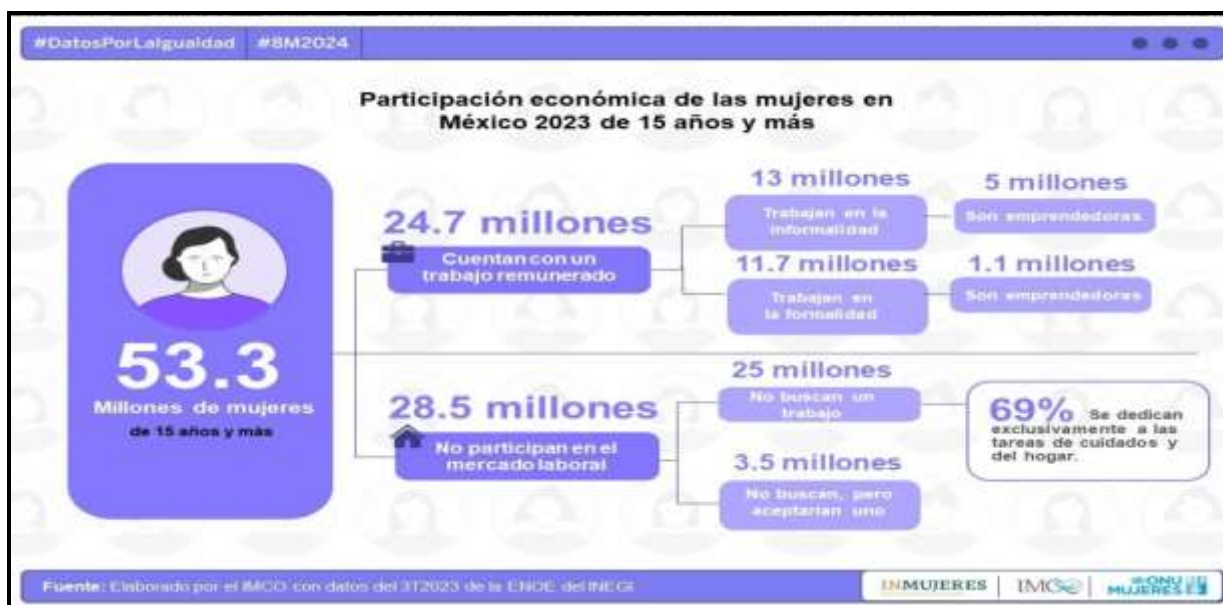 #DatosPorLaIgualdad #8M2024
Participación económica de las mujeres en
México 2023 de 15 años y más
53.3
Millones de mujeres
de 15 años y más
24.7 millones
Cuentan con un
trabajo remunerado
13 millones
Trabajan en la
informalidad
5 millones
Son emprendedoras
11.7 millones
Trabajan en
la formalidad
1.1 millones
Son emprendedoras
28.5 millones
No participan en el
mercado laboral
25 millones
No buscan un
trabajo
69% Se dedican
exclusivamente a las
tareas de cuidados y
del hogar.
3.5 millones
No buscan, pero
aceptarían uno
Fuente: Elaborado por el IMCO con datos del 3T2023 de la ENOE del INEGI
INMUJERES IMCO ONU
MUJERES